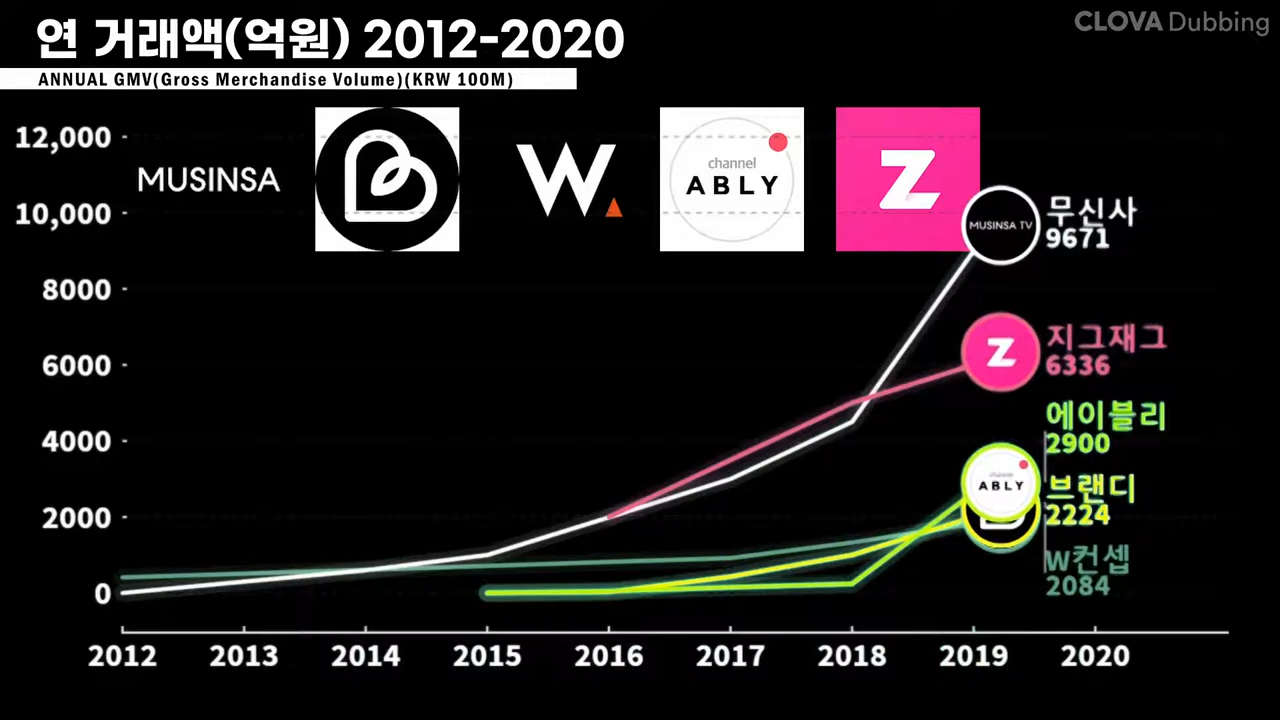 연 거래액(억원) 2012-2020
CLOVA Dubbing
ANNUAL GMV(Gross Merchandise Volume)(KRW 100M)
12,000
10,000
8000
6000
4000
2000
0
MUSINSA
W
channel
ABLY
Z
MUSINSA TV
무신사
9671
Z
지그재그
6336
에이블리
2900
channel
ABLY
브랜디
2224
W컨셉
2084
2012 2013 2014 2015 2016 2017 2018 2019 2020